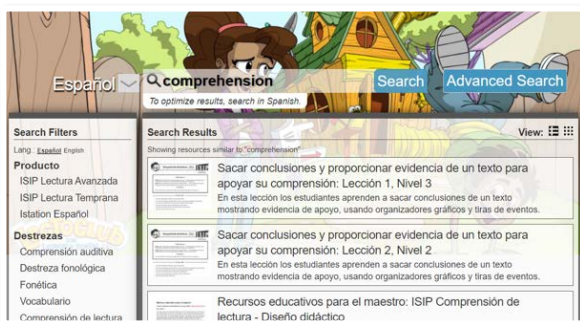 Español
comprehension
Search
Advanced Search
To optimize results, search in Spanish.
Search Filters
Lang.: Español English
Producto
ISIP Lectura Avanzada
ISIP Lectura Temprana
Istation Español
Destrezas
Comprensión auditiva
Destreza fonológica
Fonética
Vocabulario
Comprensión de lectura
Search Results
View:
Showing resources similar to "comprehension"
Sacar conclusiones y proporcionar evidencia de un texto para
apoyar su comprensión: Lección 1, Nivel 3
En esta lección los estudiantes aprenden a sacar conclusiones de un texto
mostrando evidencia de apoyo, usando organizadores gráficos y tiras de eventos.
Sacar conclusiones y proporcionar evidencia de un texto para
apoyar su comprensión: Lección 2, Nivel 2
En esta lección los estudiantes aprenden a sacar conclusiones de un texto
mostrando evidencia de apoyo, usando organizadores gráficos y tiras de eventos.
Recursos educativos para el maestro: ISIP Comprensión de
lectura - Diseño didáctico